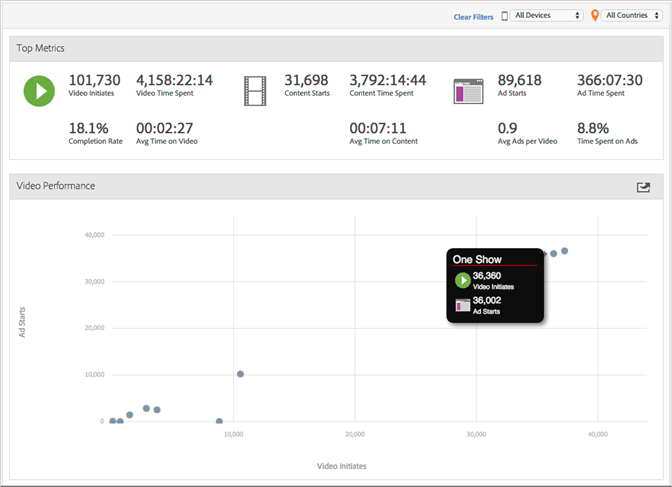 Clear Filters All Devices All Countries
Top Metrics
101,730 4,158:22:14 31,698 3,792:14:44 89,618 366:07:30
Video Initiates Video Time Spent Content Starts Content Time Spent Ad Starts Ad Time Spent
18.1% 00:02:27 00:07:11 0.9 8.8%
Completion Rate Avg Time on Video Avg Time on Content Avg Ads per Video Time Spent on Ads
Video Performance
40,000
One Show
36,360
Video Initiates
36,002
Ad Starts
30,000
20,000
10,000
0
Ad Starts
10,000 20,000 30,000 40,000
Video Initiates